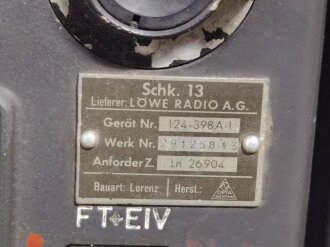 Schk. 13
Lieferer: LÖWE RADIO A.G.
Gerät Nr. 124-398A-1
Werk Nr.
Anforder Z. Ln 26904
Bauart: Lorenz Herst.:
FT+EIV